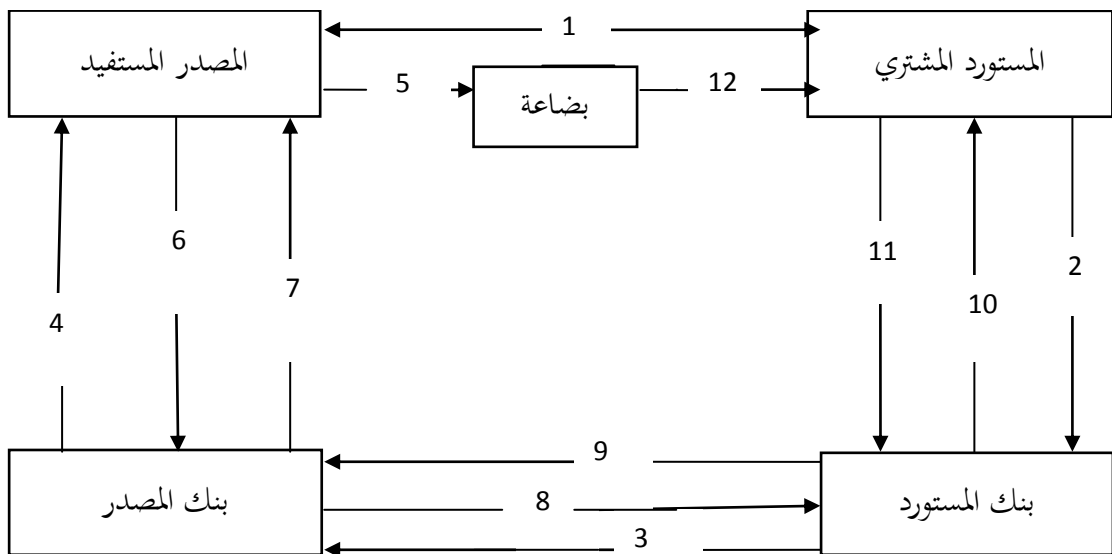 1
المستورد المشتري
المصدر المستفيد
12
بضاعة
5
2
10
11
7
6
4
9
بنك المستورد
8
بنك المصدر
3